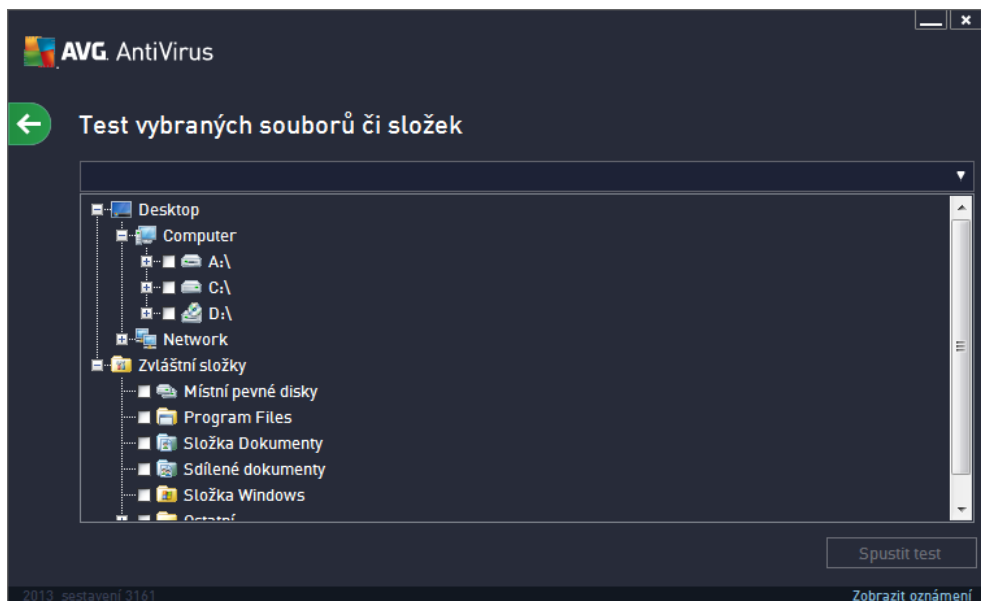 AVG. AntiVirus
Test vybraných souborů či složek
Desktop
Computer
A:\
C:\
D:\
Network
Zvláštní složky
Místní pevné disky
Program Files
Složka Dokumenty
Sdílené dokumenty
Složka Windows
Ostatní
Spustit test
2013 sestavení 3161
Zobrazit oznámení